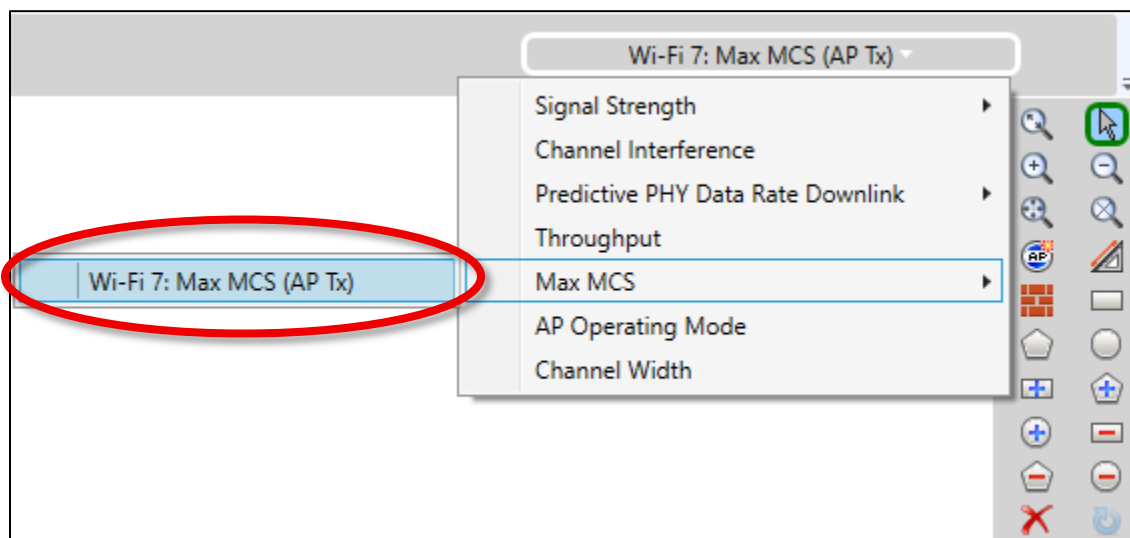 Wi-Fi 7: Max MCS (AP Tx)
Signal Strength
Channel Interference
Predictive PHY Data Rate Downlink
Throughput
AP
Wi-Fi 7: Max MCS (AP Tx)
Max MCS
AP Operating Mode
Channel Width